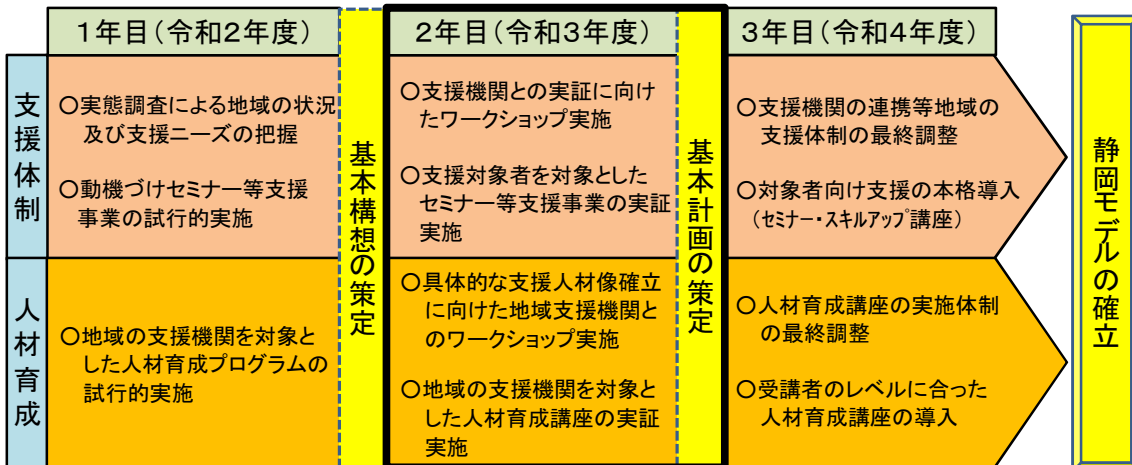 1年目(令和2年度)
2年目(令和3年度)
3年目(令和4年度)
支援体制
○実態調査による地域の状況
及び支援ニーズの把握
○動機づけセミナー等支援
事業の試行的実施
基本構想の策定
○支援機関との実証に向け
たワークショップ実施
○支援対象者を対象とした
セミナー等支援事業の実証
実施
基本計画の策定
○支援機関の連携等地域の
支援体制の最終調整
○対象者向け支援の本格導入
(セミナー・スキルアップ講座)
静岡モデルの確立
人材育成
○地域の支援機関を対象と
した人材育成プログラムの
試行的実施
○具体的な支援人材像確立
に向けた地域支援機関と
のワークショップ実施
○地域の支援機関を対象と
した人材育成講座の実証
実施
○人材育成講座の実施体制
の最終調整
○受講者のレベルに合った
人材育成講座の導入